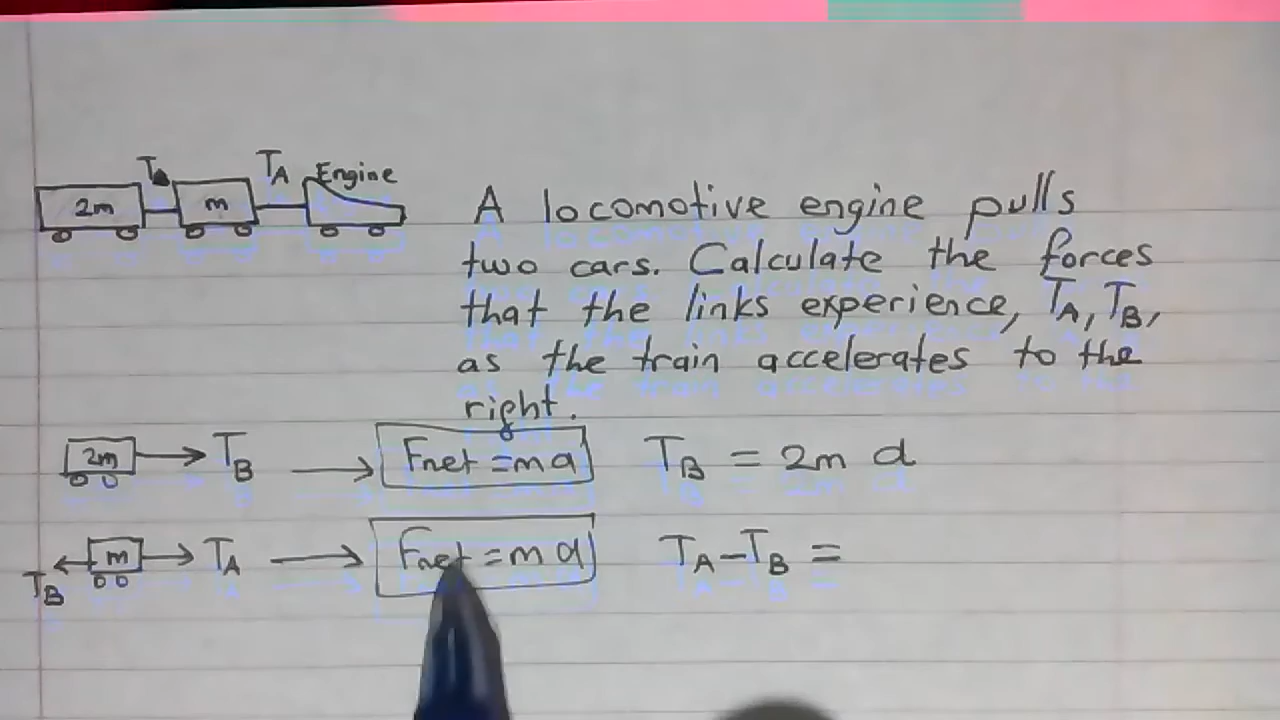 T_B T_A Engine
2m m
A locomotive engine pulls
two cars. Calculate the forces
that the links experience, T_A, T_B,
as the train accelerates to the
right.
2m → T_B → Fnet = ma T_B = 2m a
T_B ← m → T_A → Fnet = ma T_A - T_B =